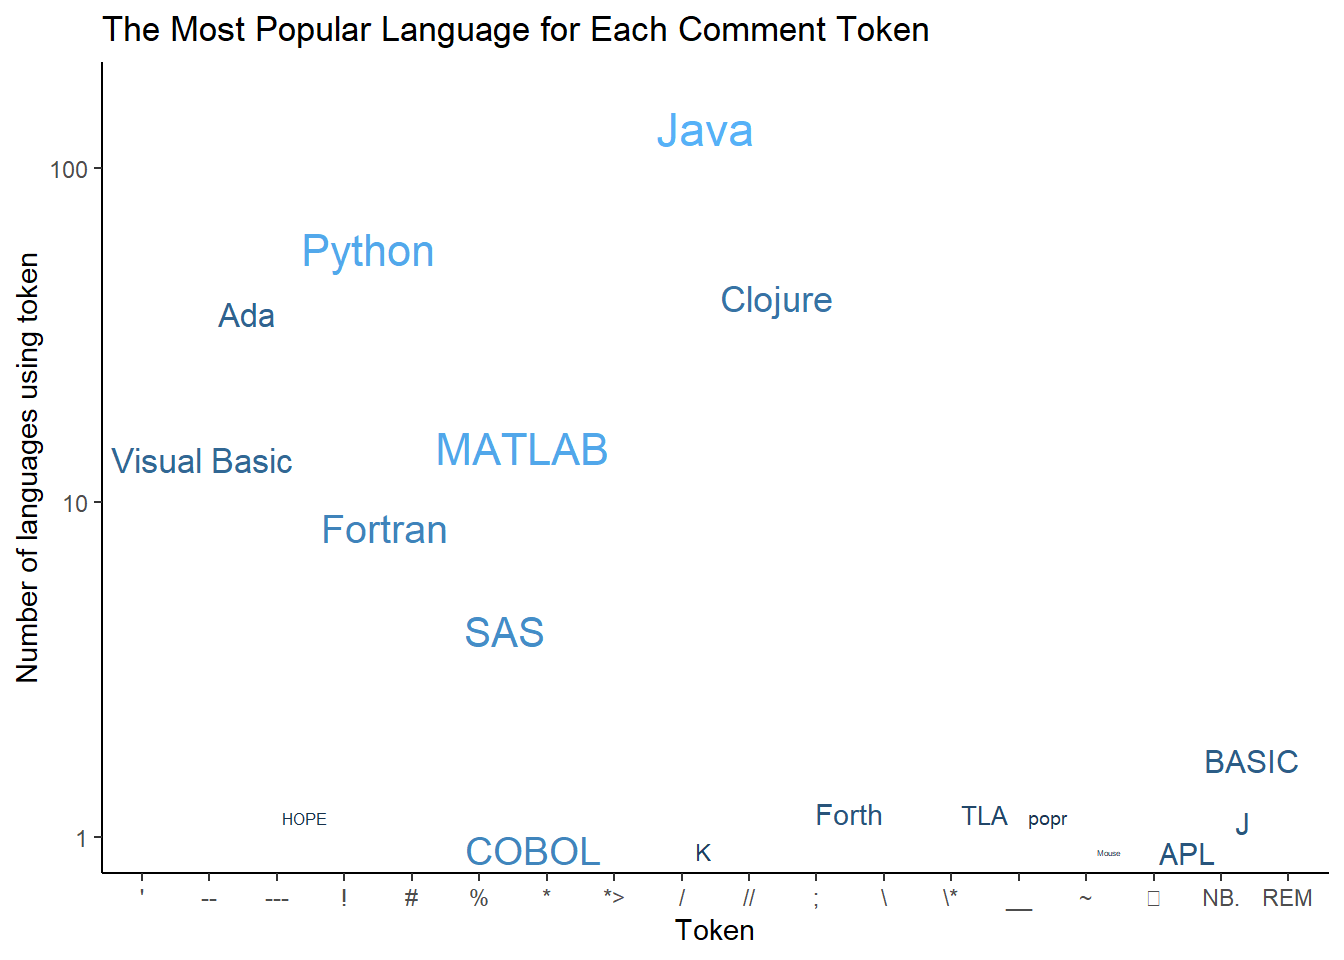 The Most Popular Language for Each Comment Token
Number of languages using token
100
10
1
Java
Python
Clojure
Ada
MATLAB
Visual Basic
Fortran
SAS
BASIC
HOPE
Forth
TLA
popr
J
COBOL
K
Mouse
APL
' -- --- ! # % * *> / // ; \ \* __ ~ NB. REM
Token